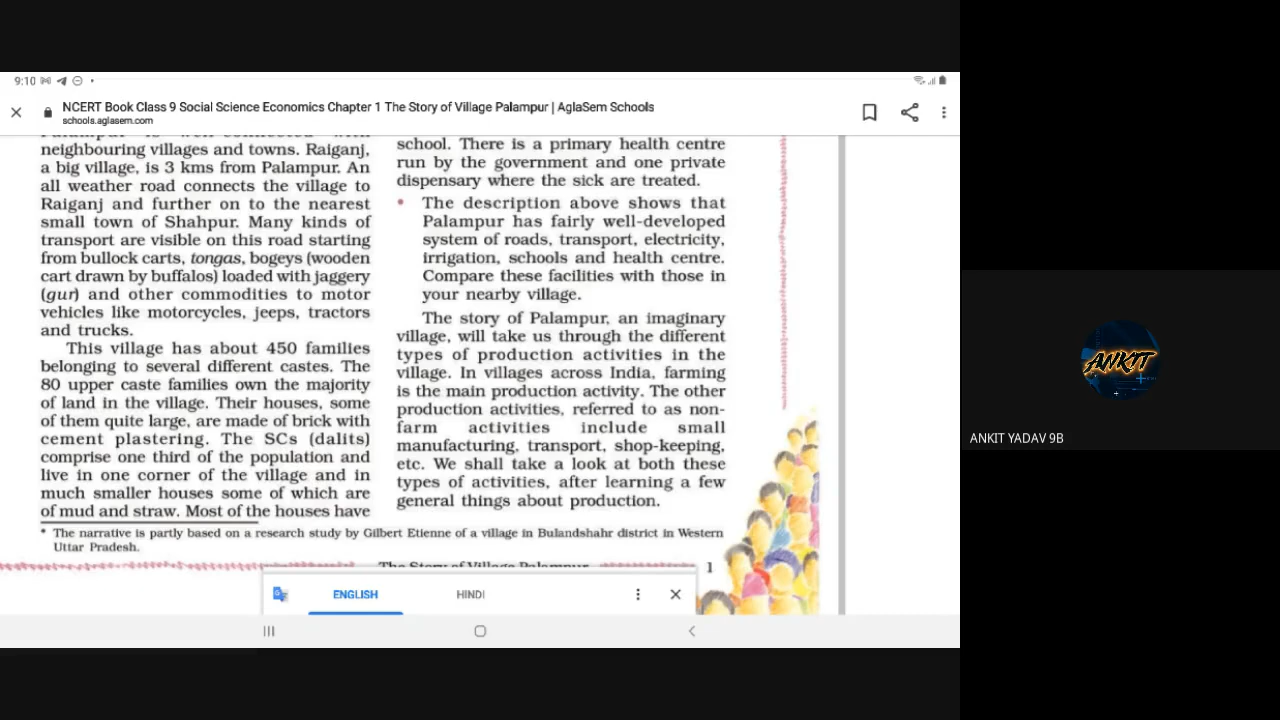 9:10
NCERT Book Class 9 Social Science Economics Chapter 1 The Story of Village Palampur | AglaSem Schools
schools.aglasem.com
Palampur is well-connected with
neighbouring villages and towns. Raiganj,
a big village, is 3 kms from Palampur. An
all weather road connects the village to
Raiganj and further on to the nearest
small town of Shahpur. Many kinds of
transport are visible on this road starting
from bullock carts, tongas, bogeys (wooden
cart drawn by buffalos) loaded with jaggery
(gur) and other commodities to motor
vehicles like motorcycles, jeeps, tractors
and trucks.
This village has about 450 families
belonging to several different castes. The
80 upper caste families own the majority
of land in the village. Their houses, some
of them quite large, are made of brick with
cement plastering. The SCs (dalits)
comprise one third of the population and
live in one corner of the village and in
much smaller houses some of which are
of mud and straw. Most of the houses have
school. There is a primary health centre
run by the government and one private
dispensary where the sick are treated.
• The description above shows that
Palampur has fairly well-developed
system of roads, transport, electricity,
irrigation, schools and health centre.
Compare these facilities with those in
your nearby village.
The story of Palampur, an imaginary
village, will take us through the different
types of production activities in the
village. In villages across India, farming
is the main production activity. The other
production activities, referred to as non-
farm activities include small
manufacturing, transport, shop-keeping,
etc. We shall take a look at both these
types of activities, after learning a few
general things about production.
* The narrative is partly based on a research study by Gilbert Etienne of a village in Bulandshahr district in Western
Uttar Pradesh.
The Story of Village Palampur 1
ENGLISH HINDI
ANKIT
ANKIT YADAV 9B